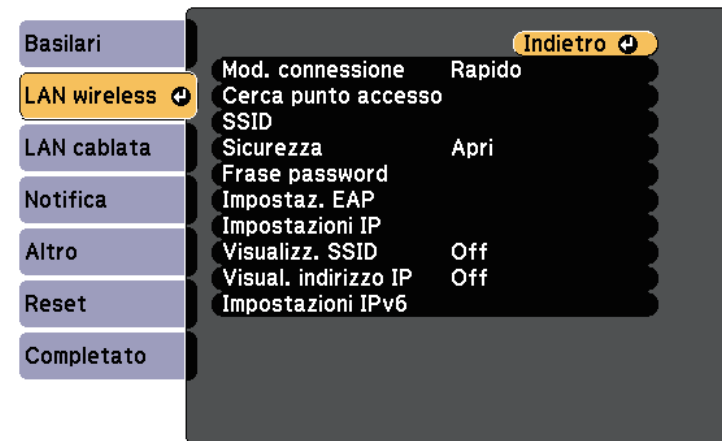 Basilari
LAN wireless
LAN cablata
Notifica
Altro
Reset
Completato
Indietro
Mod. connessione Rapido
Cerca punto accesso
SSID
Sicurezza Apri
Frase password
Impostaz. EAP
Impostazioni IP
Visualizz. SSID Off
Visual. indirizzo IP Off
Impostazioni IPv6